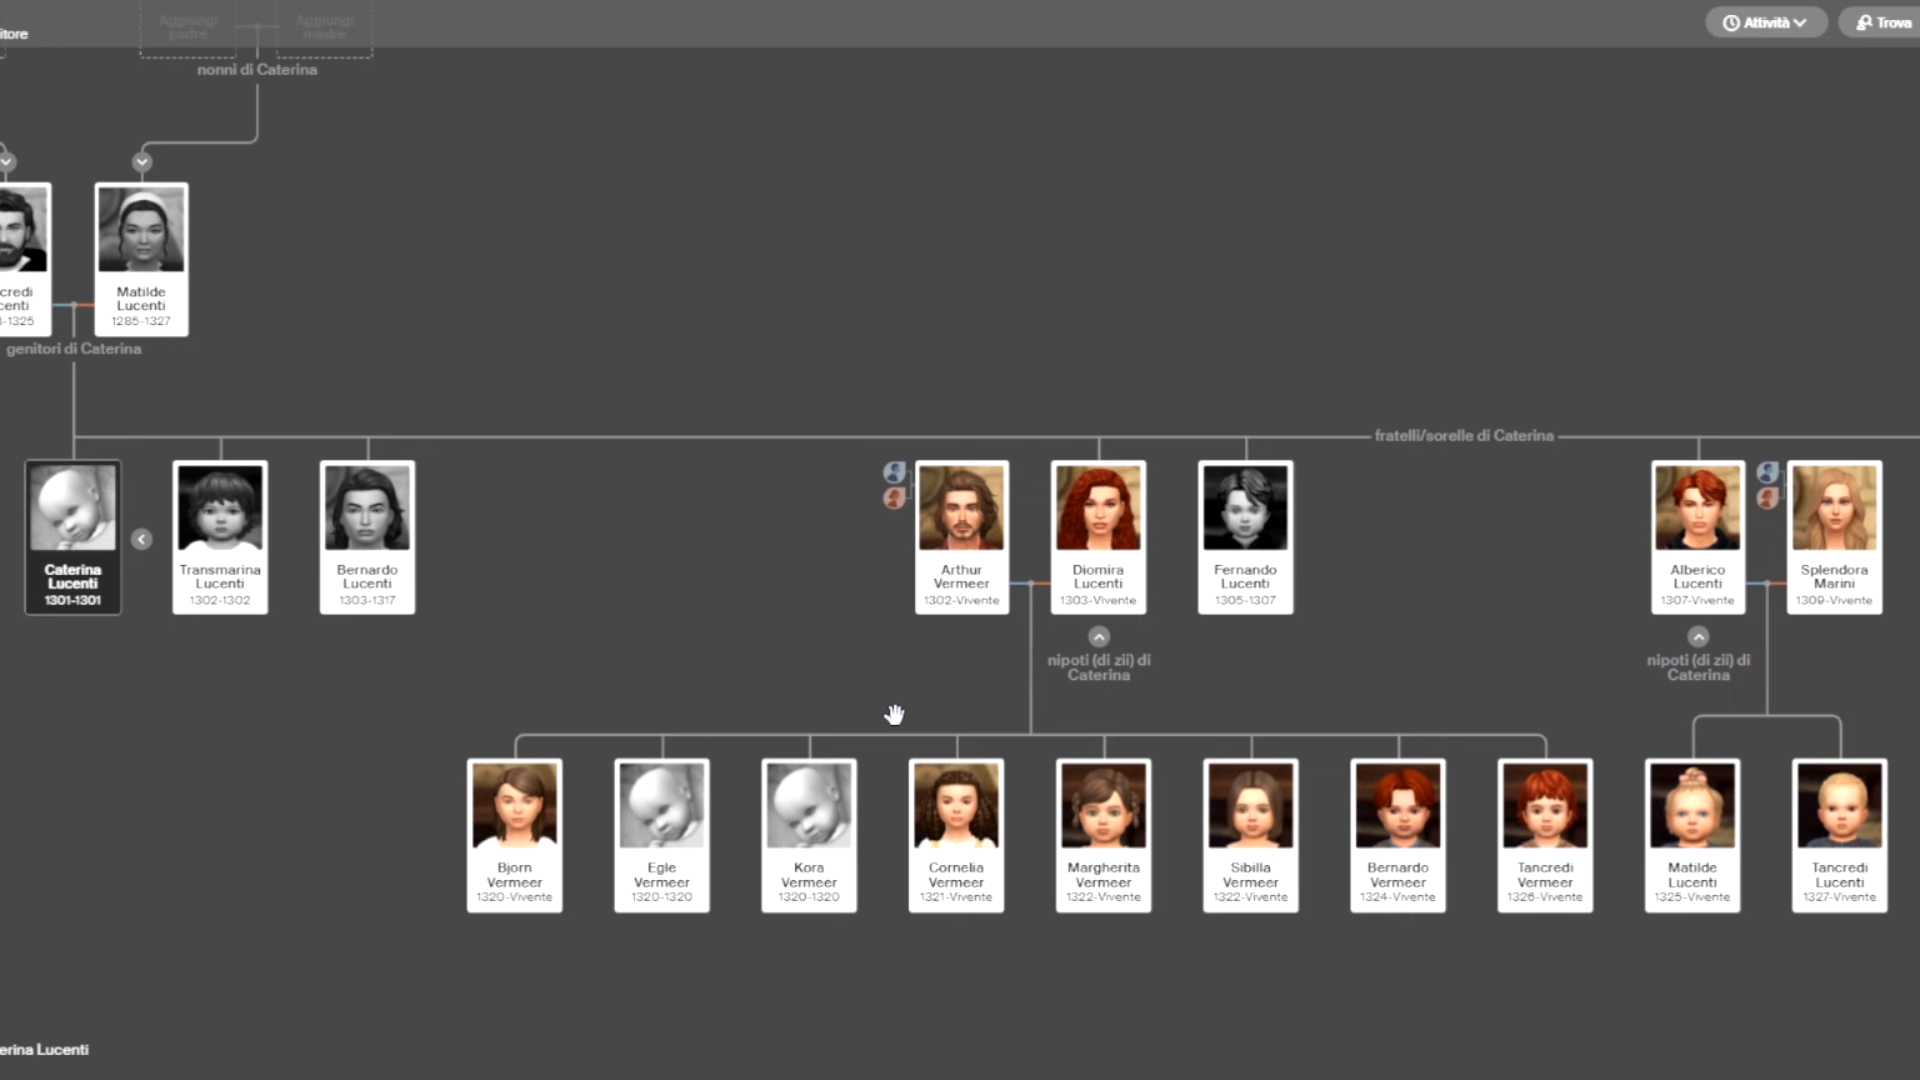 itore
Aggiungi
padre
Aggiungi
madre
Attività
Trova
nonni di Caterina
credi
centi
3-1325
Matilde
Lucenti
1285-1327
genitori di Caterina
fratelli/sorelle di Caterina
Caterina
Lucenti
1301-1301
Transmarina
Lucenti
1302-1302
Bernardo
Lucenti
1303-1317
Arthur
Vermeer
1302-Vivente
Diomira
Lucenti
1303-Vivente
Fernando
Lucenti
1305-1307
Alberico
Lucenti
1307-Vivente
Splendora
Marini
1309-Vivente
nipoti (di zii) di
Caterina
nipoti (di zii) di
Caterina
Bjorn
Vermeer
1320-Vivente
Egle
Vermeer
1320-1320
Kora
Vermeer
1320-1320
Cornelia
Vermeer
1321-Vivente
Margherita
Vermeer
1322-Vivente
Sibilla
Vermeer
1322-Vivente
Bernardo
Vermeer
1324-Vivente
Tancredi
Vermeer
1326-Vivente
Matilde
Lucenti
1325-Vivente
Tancredi
Lucenti
1327-Vivente
erina Lucenti